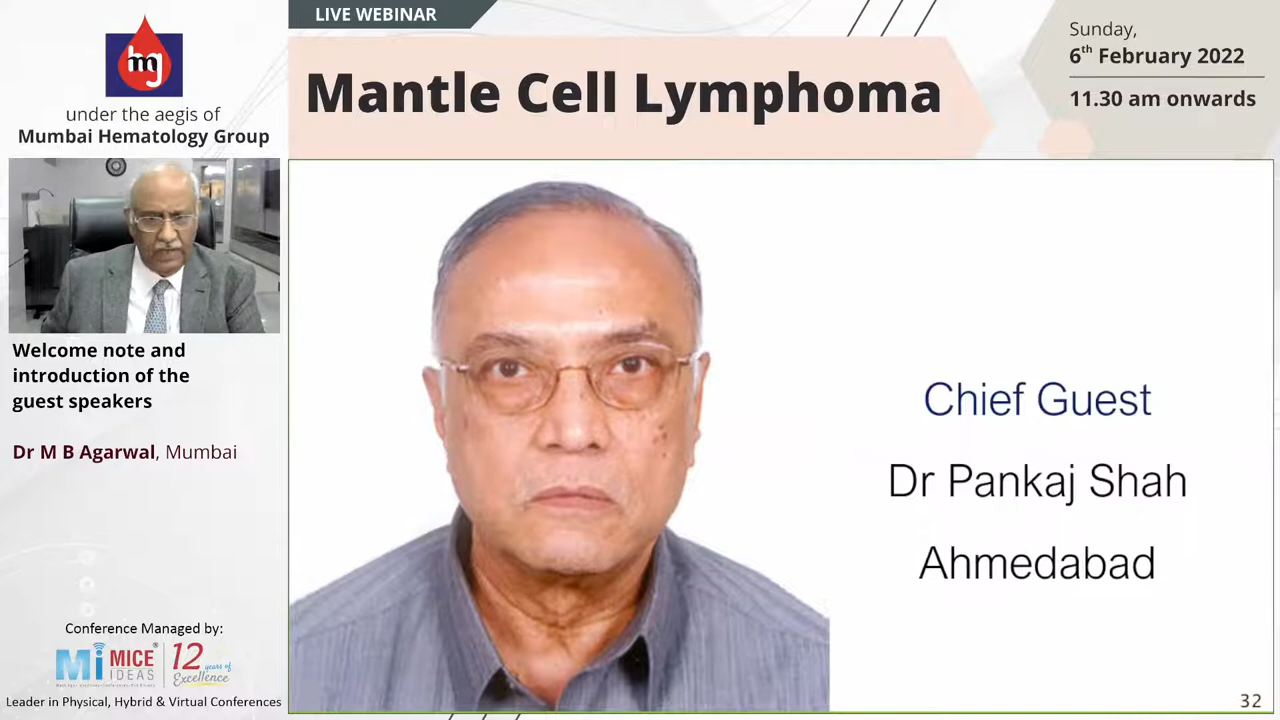 LIVE WEBINAR
Mantle Cell Lymphoma
Sunday,
6th February 2022
11.30 am onwards
mg
under the aegis of
Mumbai Hematology Group
Welcome note and
introduction of the
guest speakers
Dr M B Agarwal, Mumbai
Chief Guest
Dr Pankaj Shah
Ahmedabad
Conference Managed by:
Mi MICE IDEAS® 12 years of Excellence
Leader in Physical, Hybrid & Virtual Conferences
32